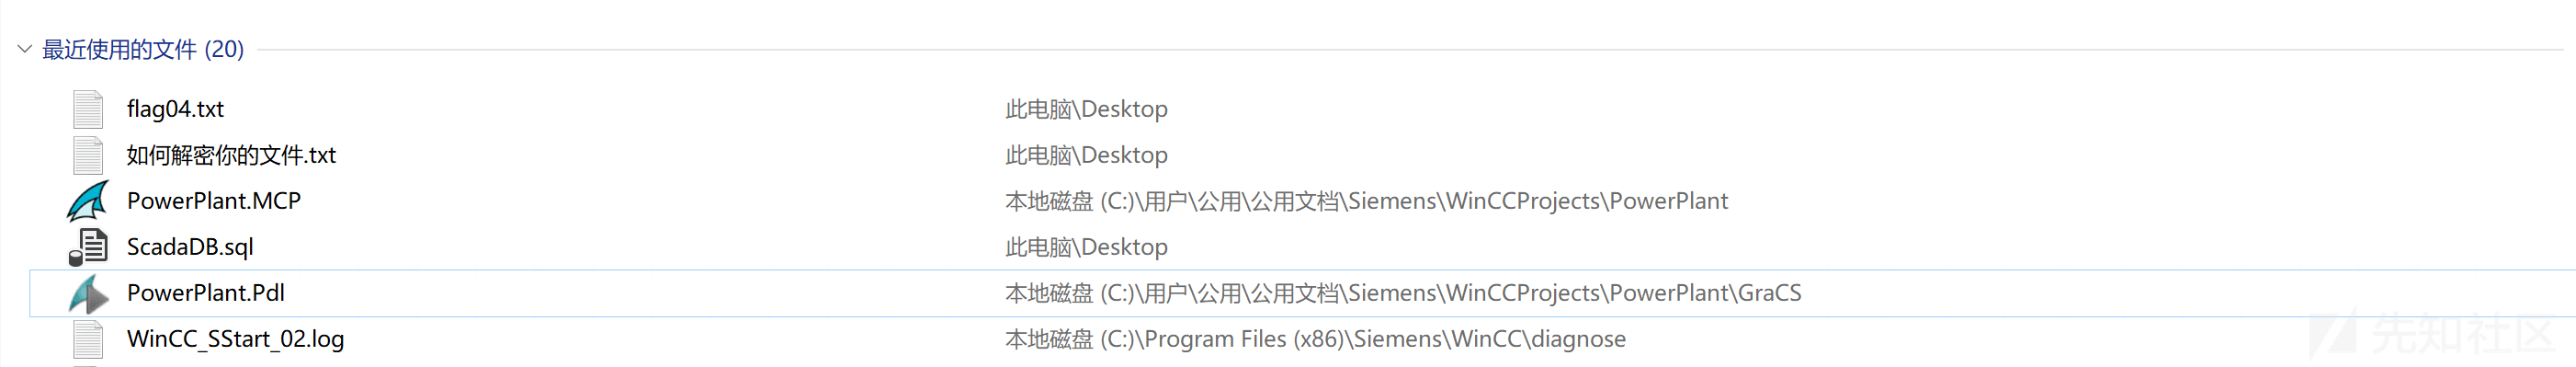 最近使用的文件 (20)
flag04.txt 此电脑\Desktop
如何解密你的文件.txt 此电脑\Desktop
PowerPlant.MCP 本地磁盘 (C:)\用户\公用\公用文档\Siemens\WinCCProjects\PowerPlant
ScadaDB.sql 此电脑\Desktop
PowerPlant.Pdl 本地磁盘 (C:)\用户\公用\公用文档\Siemens\WinCCProjects\PowerPlant\GraCS
WinCC_SStart_02.log 本地磁盘 (C:)\Program Files (x86)\Siemens\WinCC\diagnose
先知社区